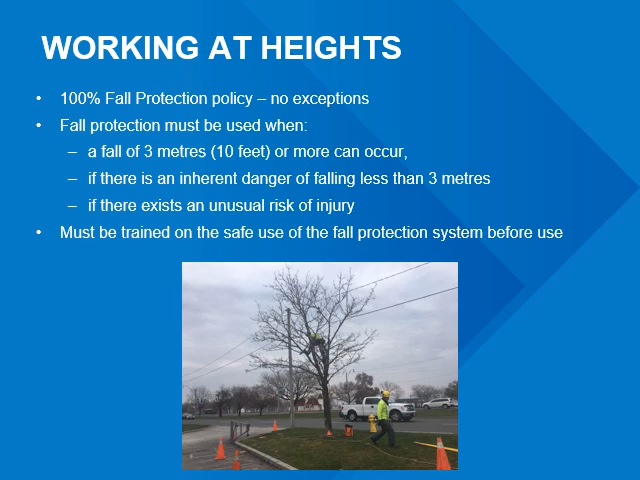 WORKING AT HEIGHTS
• 100% Fall Protection policy – no exceptions
• Fall protection must be used when:
– a fall of 3 metres (10 feet) or more can occur,
– if there is an inherent danger of falling less than 3 metres
– if there exists an unusual risk of injury
• Must be trained on the safe use of the fall protection system before use